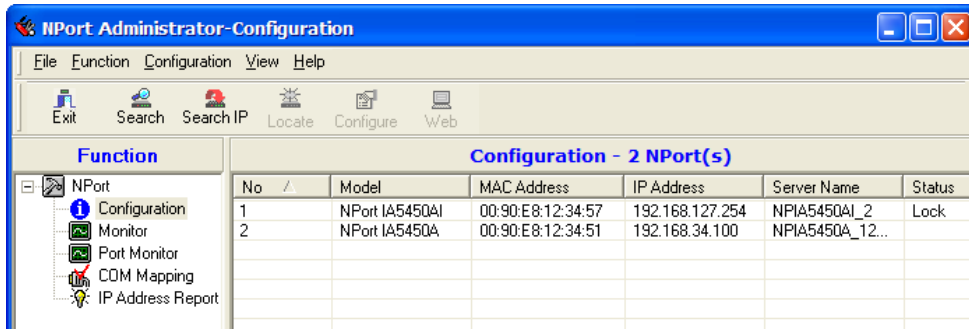 NPort Administrator-Configuration
File Function Configuration View Help
Exit Search Search IP Locate Configure Web
Function
Configuration - 2 NPort(s)
NPort
Configuration
Monitor
Port Monitor
COM Mapping
IP Address Report
No Model MAC Address IP Address Server Name Status
1 NPort IA5450AI 00:90:E8:12:34:57 192.168.127.254 NPIA5450AI_2 Lock
2 NPort IA5450A 00:90:E8:12:34:51 192.168.34.100 NPIA5450A_12...